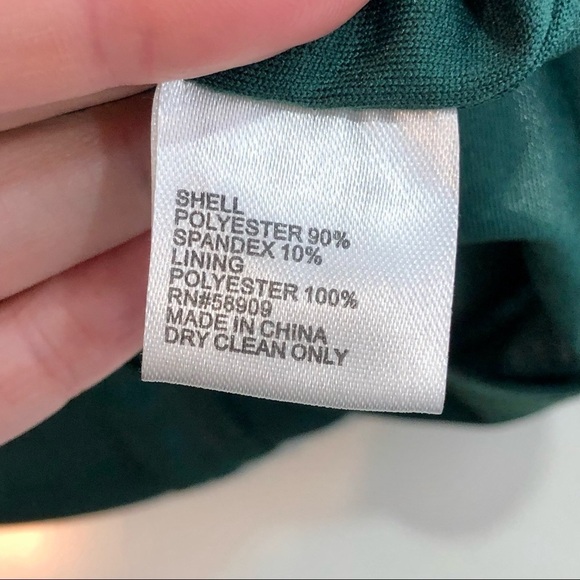 SHELL
POLYESTER 90%
SPANDEX 10%
LINING
POLYESTER 100%
RN#58909
MADE IN CHINA
DRY CLEAN ONLY